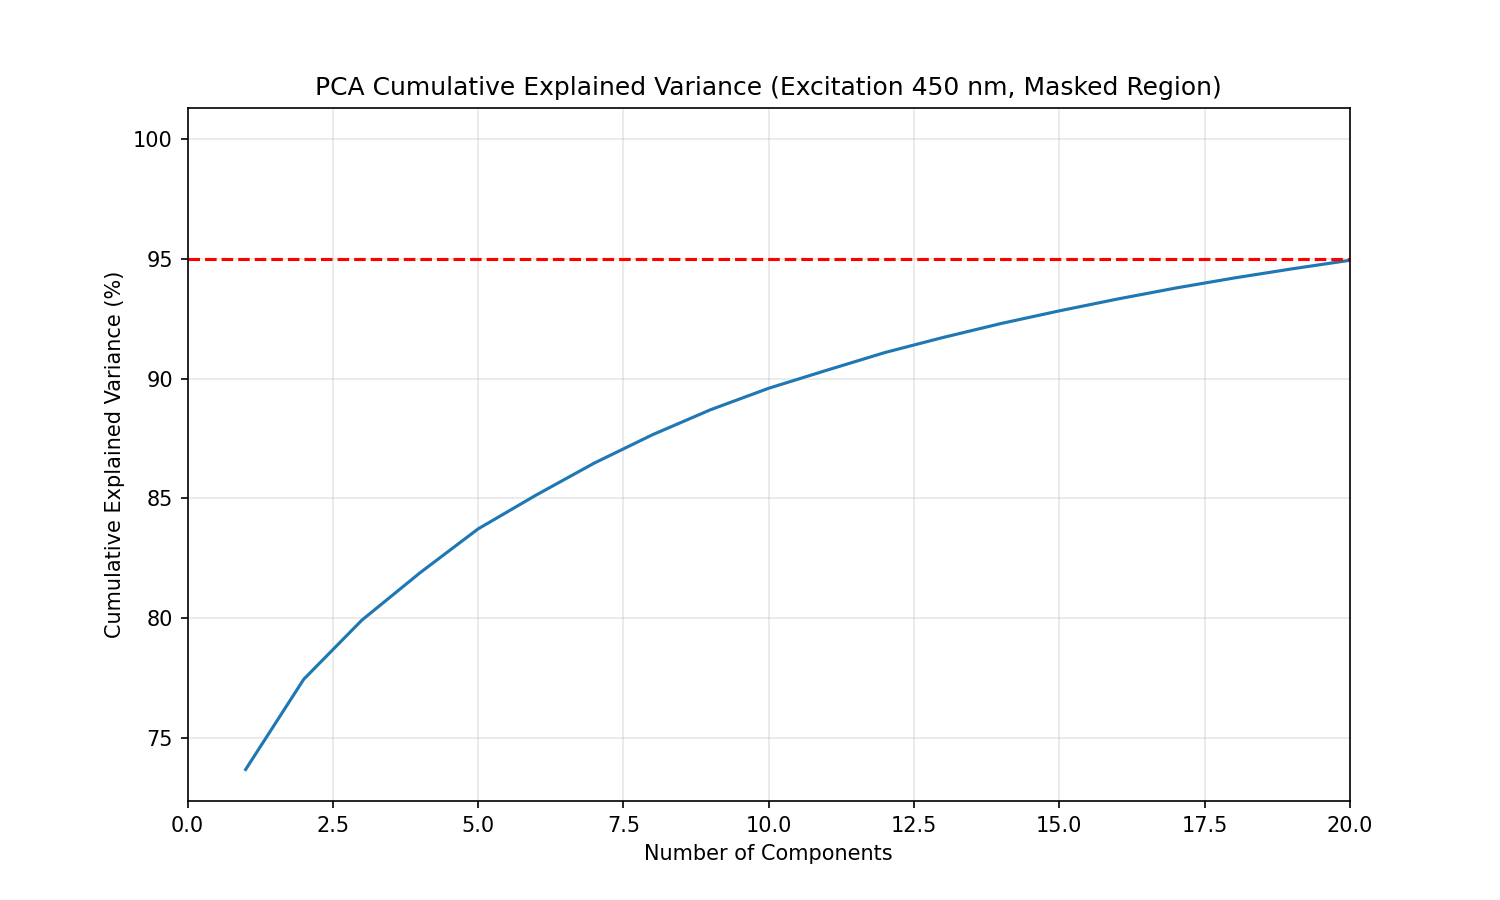 PCA Cumulative Explained Variance (Excitation 450 nm, Masked Region)
Cumulative Explained Variance (%)
100
95
90
85
80
75
0.0 2.5 5.0 7.5 10.0 12.5 15.0 17.5 20.0
Number of Components